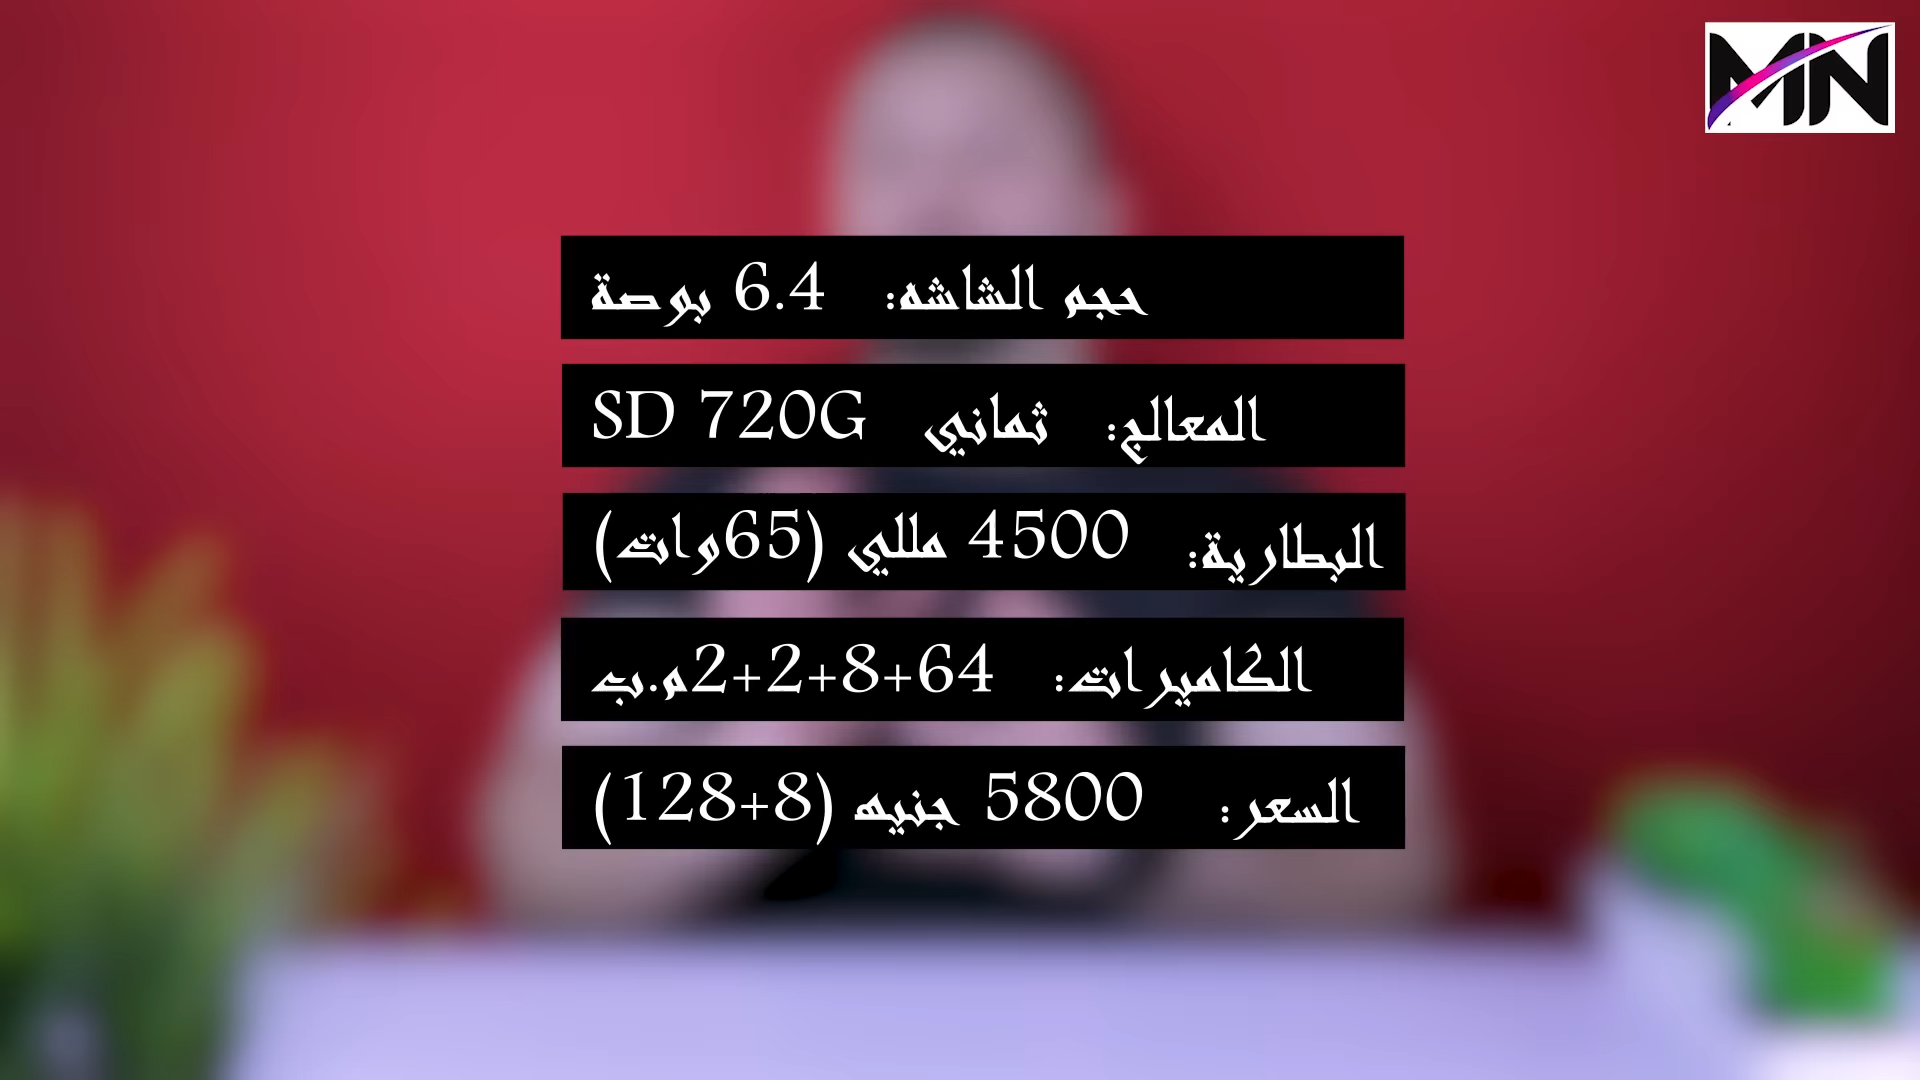 MN
حجم الشاشه: 6.4 بوصة
المعالج: ثماني SD 720G
البطارية: 4500 مللي (65وات)
الكاميرات: 64+8+2+2م.ب
السعر: 5800 جنيه (8+128)